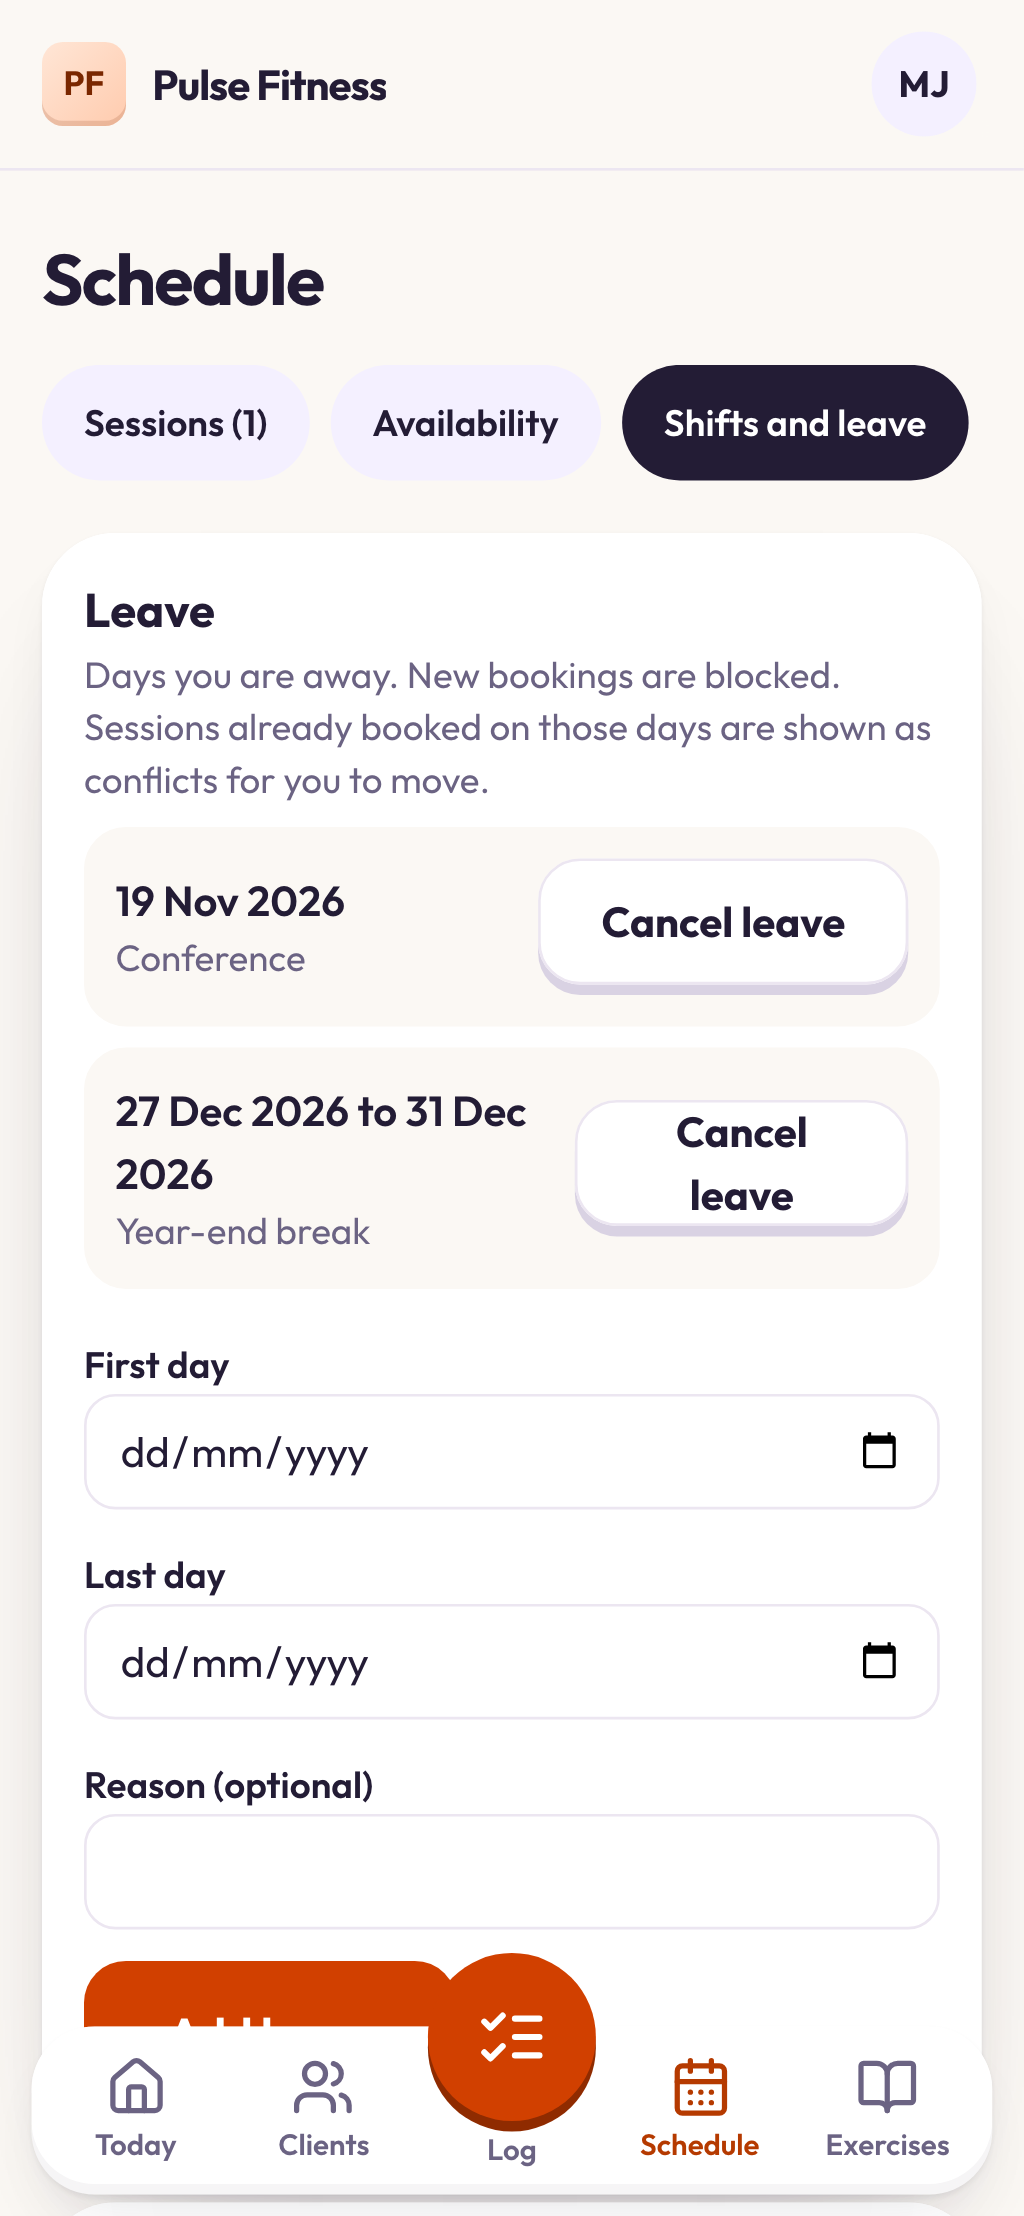 PF
Pulse Fitness
MJ
Schedule
Sessions (1)
Availability
Shifts and leave
Leave
Days you are away. New bookings are blocked.
Sessions already booked on those days are shown as
conflicts for you to move.
19 Nov 2026
Conference
Cancel leave
27 Dec 2026 to 31 Dec
2026
Year-end break
Cancel
leave
First day
dd/mm/yyyy
Last day
dd/mm/yyyy
Reason (optional)
Today
Clients
Log
Schedule
Exercises